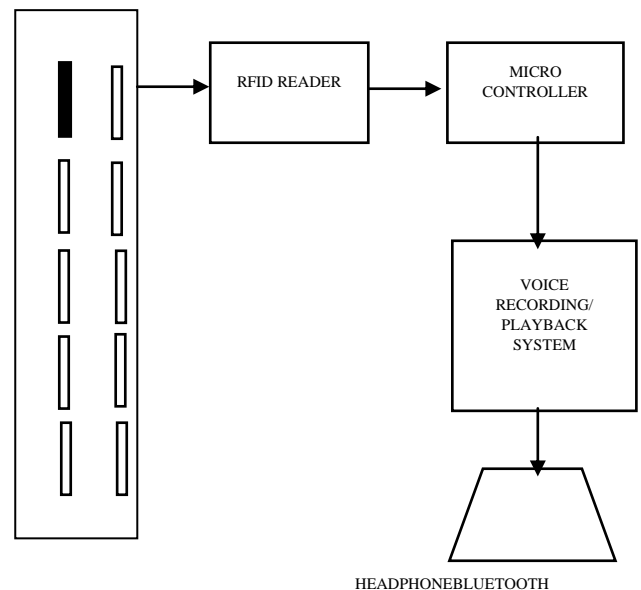 RFID READER
MICRO
CONTROLLER
VOICE
RECORDING/
PLAYBACK
SYSTEM
HEADPHONEBLUETOOTH